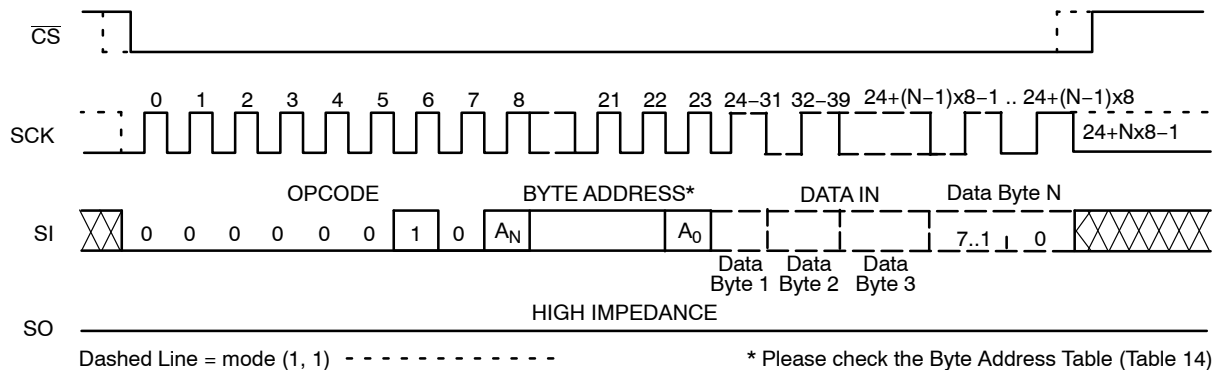 CS
0 1 2 3 4 5 6 7 8 21 22 23 24–31 32–39 24+(N–1)x8–1 .. 24+(N–1)x8
SCK
24+Nx8–1
OPCODE BYTE ADDRESS* DATA IN Data Byte N
SI 0 0 0 0 0 0 1 0 AN A0 7..1 0
Data Byte 1
Data Byte 2
Data Byte 3
HIGH IMPEDANCE
SO
Dashed Line = mode (1, 1) * Please check the Byte Address Table (Table 14)